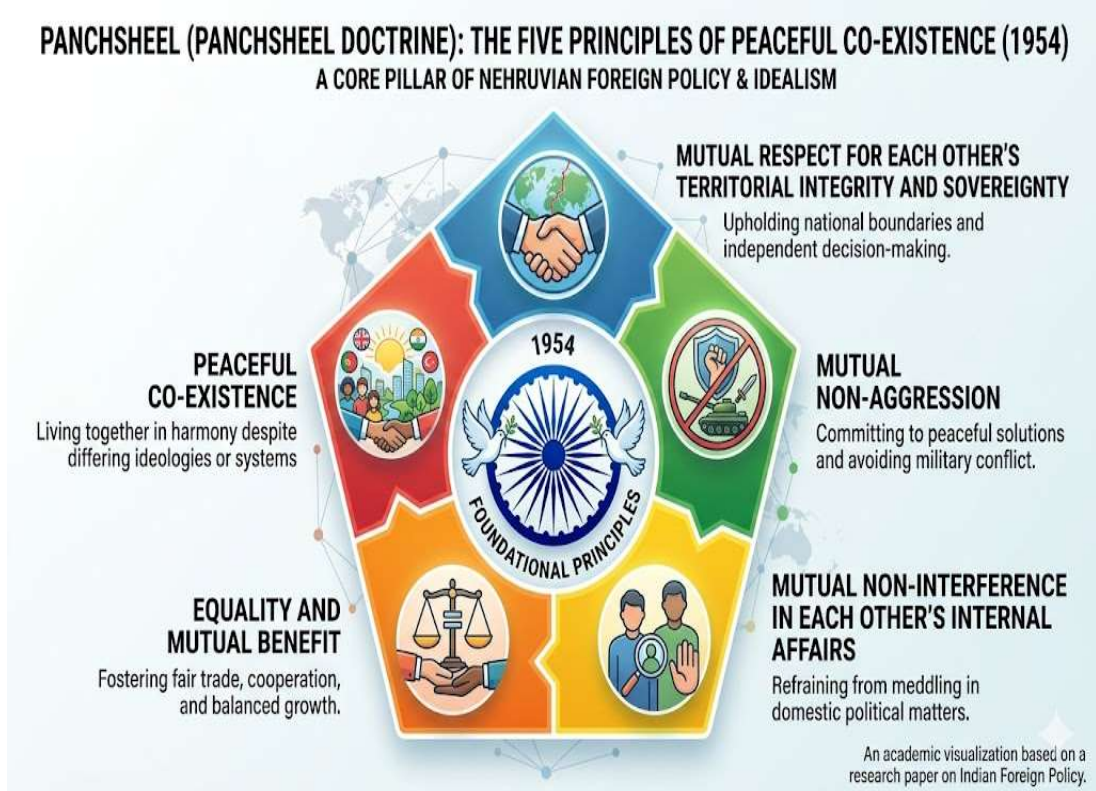 PANCHSHEEL (PANCHSHEEL DOCTRINE): THE FIVE PRINCIPLES OF PEACEFUL CO-EXISTENCE (1954)
A CORE PILLAR OF NEHRUVIAN FOREIGN POLICY & IDEALISM
MUTUAL RESPECT FOR EACH OTHER'S
TERRITORIAL INTEGRITY AND SOVEREIGNTY
Upholding national boundaries and
independent decision-making.
MUTUAL
NON-AGGRESSION
Committing to peaceful solutions
and avoiding military conflict.
MUTUAL NON-INTERFERENCE
IN EACH OTHER'S INTERNAL
AFFAIRS
Refraining from meddling in
domestic political matters.
EQUALITY AND
MUTUAL BENEFIT
Fostering fair trade, cooperation,
and balanced growth.
PEACEFUL
CO-EXISTENCE
Living together in harmony despite
differing ideologies or systems
1954
FOUNDATIONAL PRINCIPLES
An academic visualization based on a
research paper on Indian Foreign Policy.